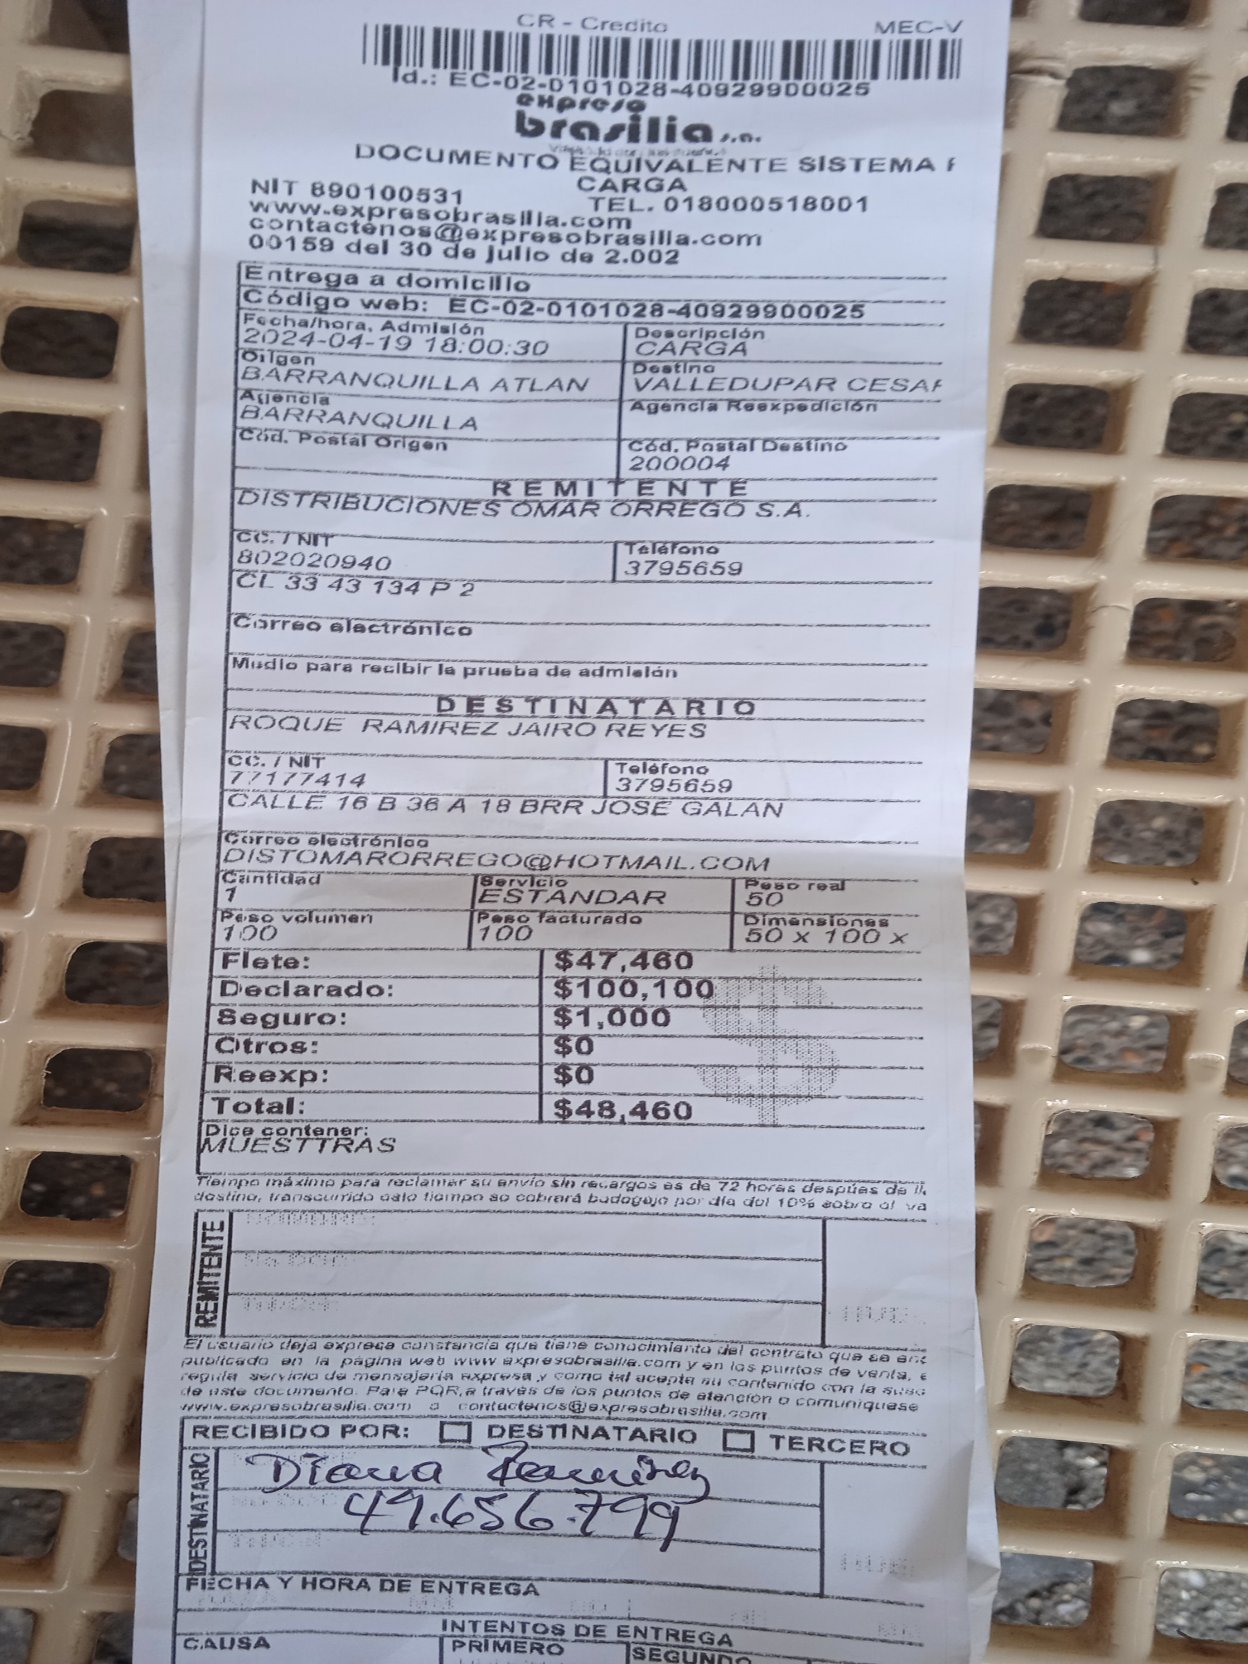 CR - Credito MEC-V
Id.: EC-02-0101028-40929900025
expreso
brasilia s.a.
DOCUMENTO EQUIVALENTE SISTEMA
CARGA
NIT 890100531 TEL. 018000518001
www.expresobrasilia.com
contactenos@expresobrasilia.com
00159 del 30 de julio de 2.002
Entrega a domicilio
Código web: EC-02-0101028-40929900025
Fecha/hora, Admisión Descripción
2024-04-19 18:00:30 CARGA
Origen Destino
BARRANQUILLA ATLAN VALLEDUPAR CESAR
Agencia Agencia Reexpedición
BARRANQUILLA
Cód. Postal Origen Cód. Postal Destino
200004
REMITENTE
DISTRIBUCIONES OMAR ORREGO S.A.
CC. / NIT Teléfono
802020940 3795659
CL 33 43 134 P 2
Correo electrónico
Medio para recibir la prueba de admisión
DESTINATARIO
ROQUE RAMIREZ JAIRO REYES
CC. / NIT Teléfono
77177414 3795659
CALLE 16 B 36 A 18 BRR JOSE GALAN
Correo electrónico
DISTOMARORREGO@HOTMAIL.COM
Cantidad Servicio Peso real
1 ESTANDAR 50
Peso volumen Peso facturado Dimensiones
100 100 50 x 100 x
Flete: $47,460
Declarado: $100,100
Seguro: $1,000
Otros: $0
Reexp: $0
Total: $48,460
Dice contener:
MUESTTRAS
Tiempo máximo para reclamar su envío sin recargos es de 72 horas despúes de ll
destino, transcurrido este tiempo se cobrará bodegaje por día del 10% sobre el va
REMITENTE
El usuario deja expresa constancia que tiene conocimiento del contrato que se enc
publicado en la página web www expresobrasilia.com y en los puntos de venta, e
regula servicio de mensajería expresa y como tal acepta su contenido con la susc
de este documento. Para PQR,a través de los puntos de atención o comuníquese
www.expresobrasilia.com o contactenos@expresobrasilia.com
RECIBIDO POR: DESTINATARIO TERCERO
DESTINATARIO
Diana Ramirez
49.656.799
FECHA Y HORA DE ENTREGA
INTENTOS DE ENTREGA
CAUSA PRIMERO SEGUNDO